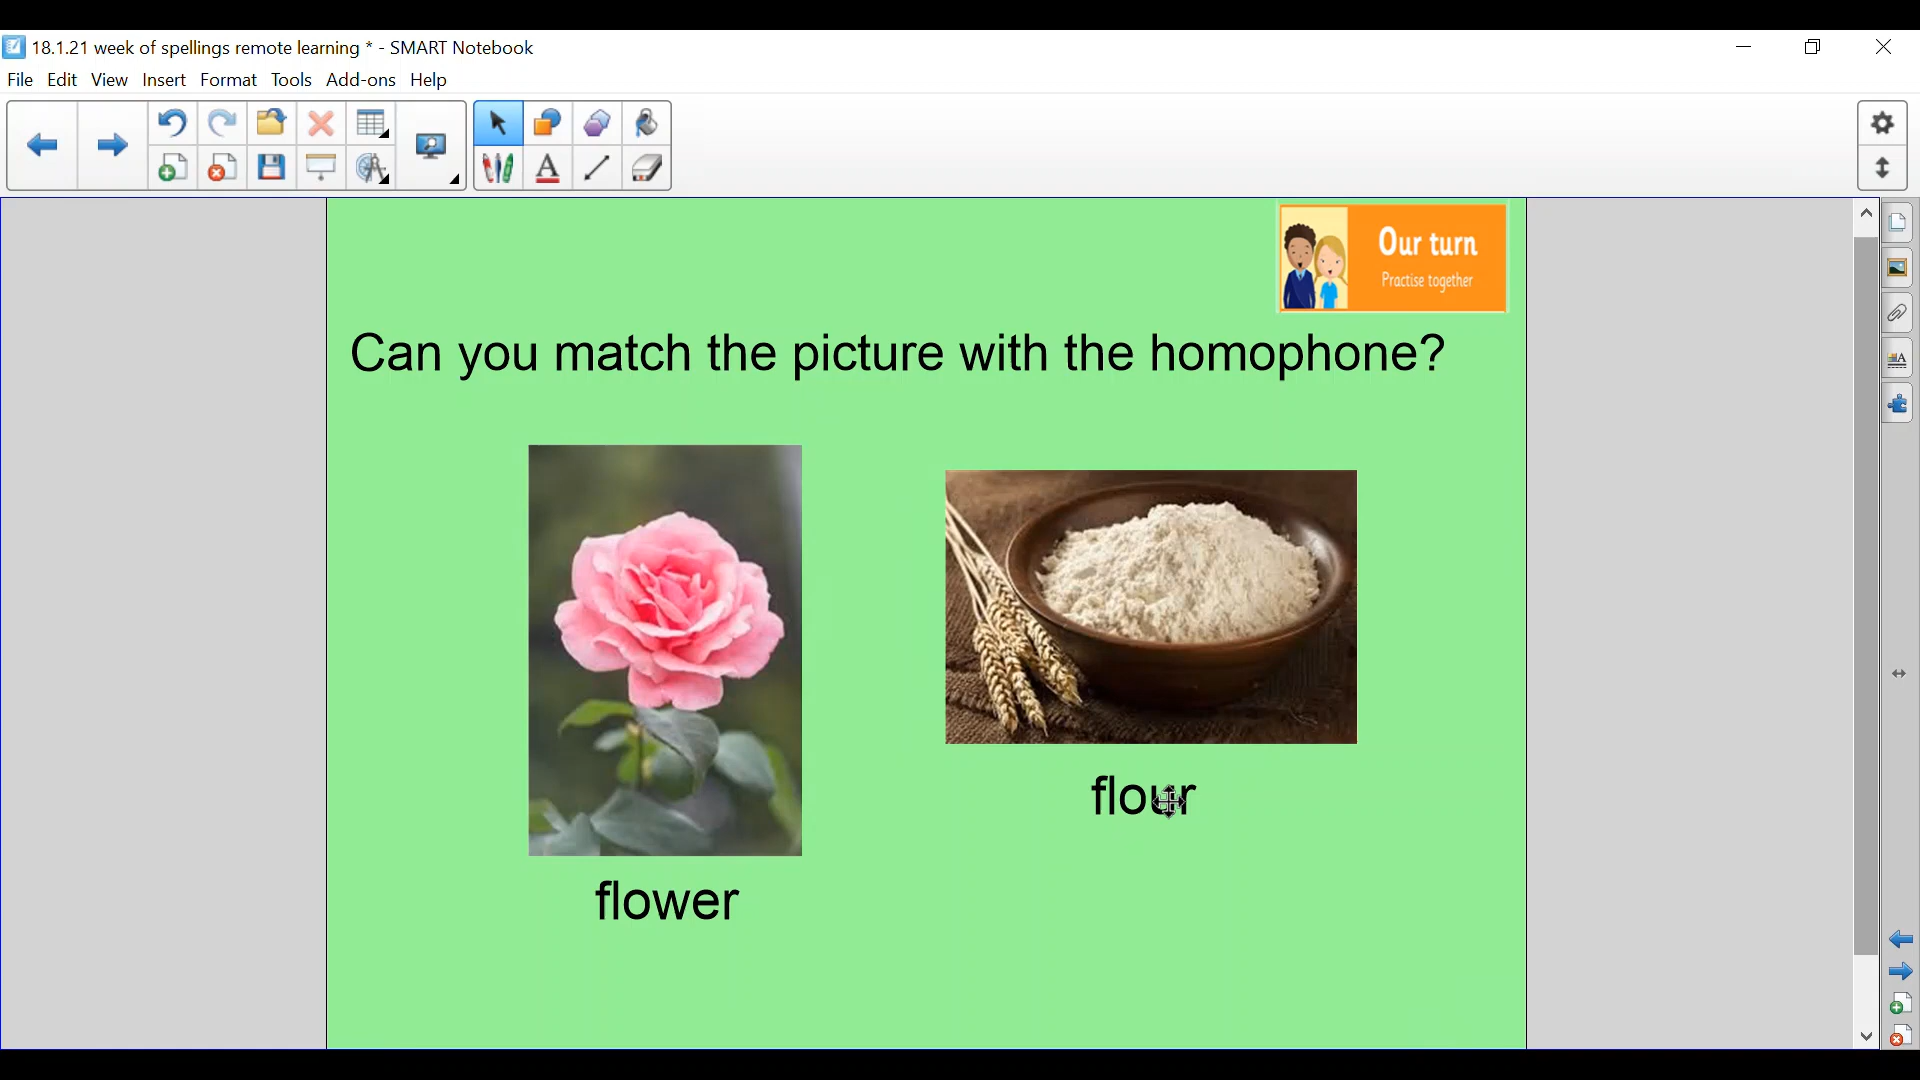 18.1.21 week of spellings remote learning * - SMART Notebook
File Edit View Insert Format Tools Add-ons Help
Our turn
Practise together
Can you match the picture with the homophone?
flour
flower